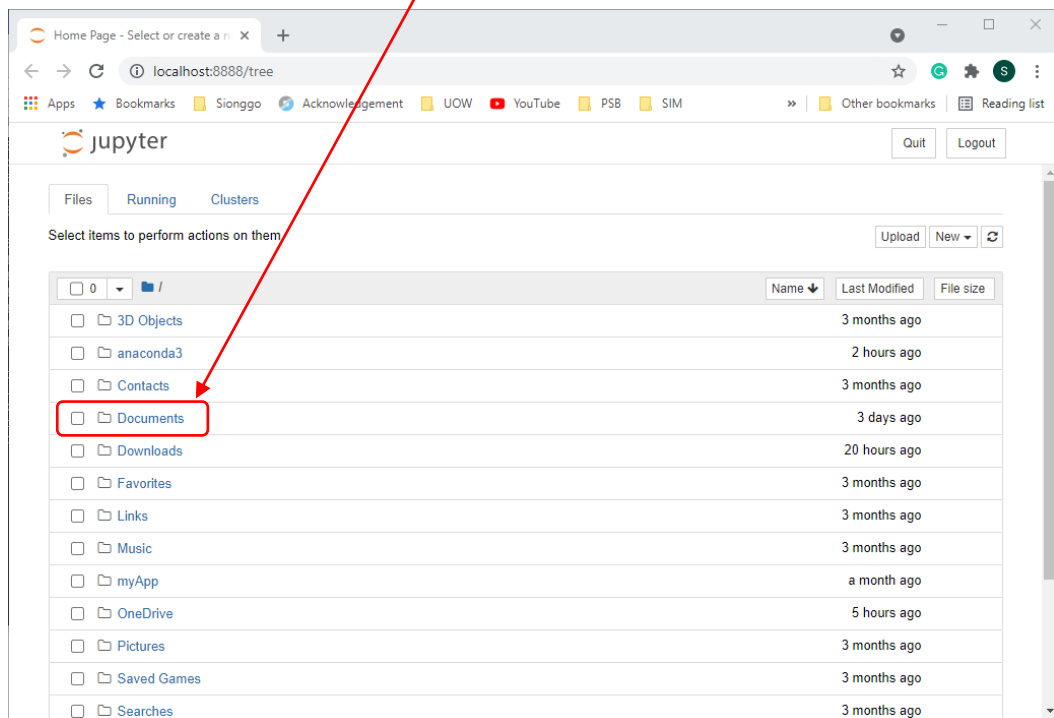 Home Page - Select or create a n
localhost:8888/tree
Apps Bookmarks Sionggo Acknowledgement UOW YouTube PSB SIM » Other bookmarks Reading list
jupyter Quit Logout
Files Running Clusters
Select items to perform actions on them. Upload New
0 / Name Last Modified File size
3D Objects 3 months ago
anaconda3 2 hours ago
Contacts 3 months ago
Documents 3 days ago
Downloads 20 hours ago
Favorites 3 months ago
Links 3 months ago
Music 3 months ago
myApp a month ago
OneDrive 5 hours ago
Pictures 3 months ago
Saved Games 3 months ago
Searches 3 months ago